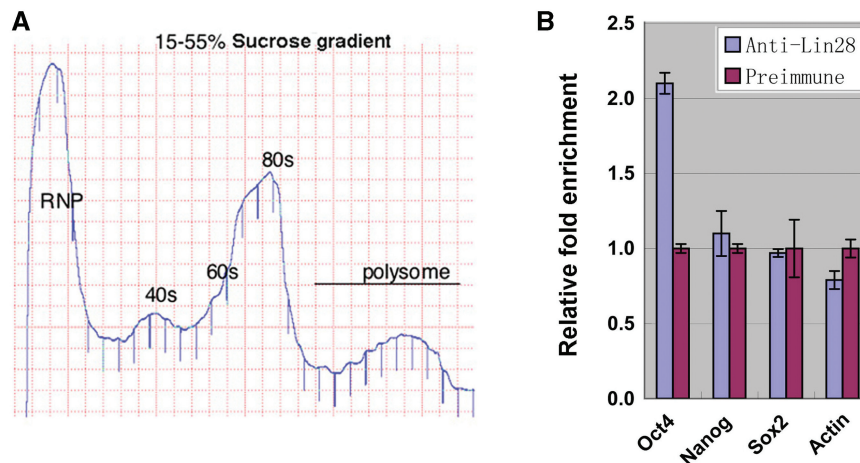 A
15-55% Sucrose gradient
RNP
40s
60s
80s
polysome
B
Relative fold enrichment
2.5
2.0
1.5
1.0
0.5
0.0
Anti-Lin28
Preimmune
Oct4
Nanog
Sox2
Actin